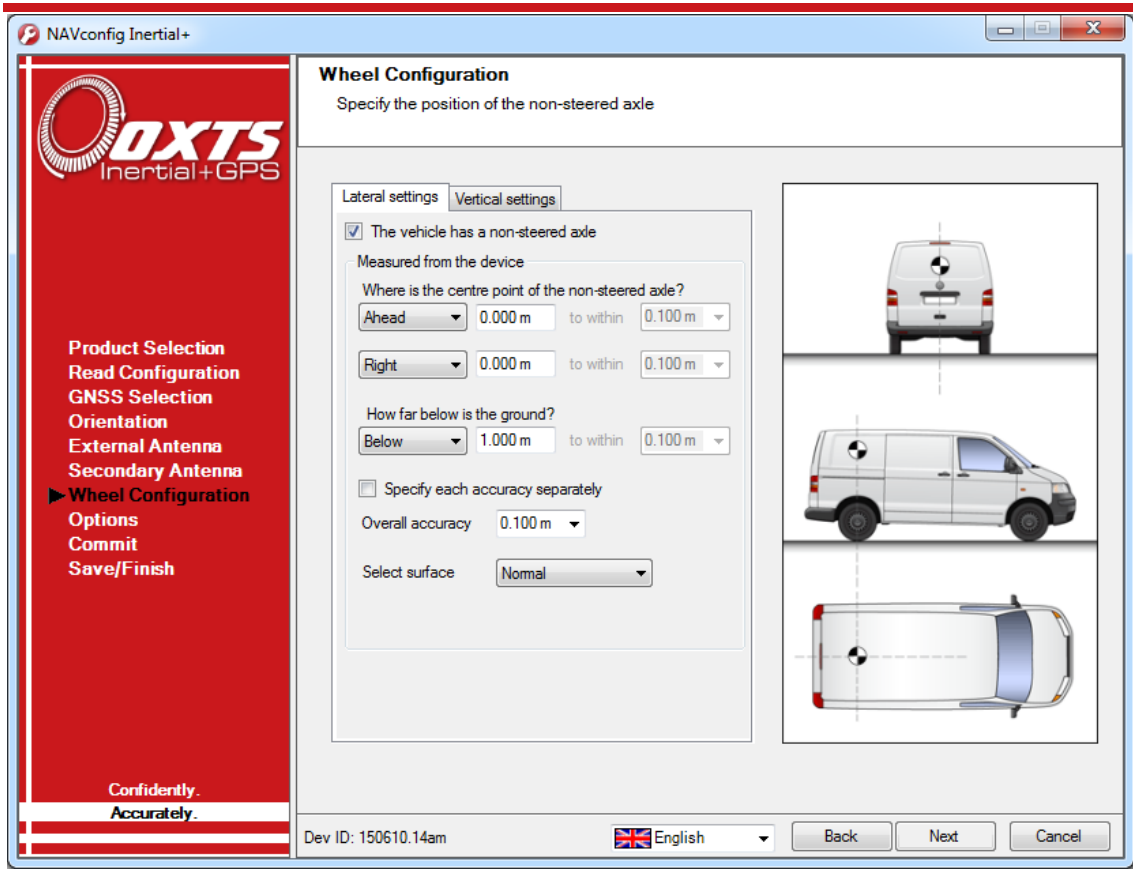 NAVconfig Inertial+
OXTS
Inertial+GPS
Product Selection
Read Configuration
GNSS Selection
Orientation
External Antenna
Secondary Antenna
Wheel Configuration
Options
Commit
Save/Finish
Confidently.
Accurately.
Wheel Configuration
Specify the position of the non-steered axle
Lateral settings Vertical settings
The vehicle has a non-steered axle
Measured from the device
Where is the centre point of the non-steered axle?
Ahead 0.000 m to within 0.100 m
Right 0.000 m to within 0.100 m
How far below is the ground?
Below 1.000 m to within 0.100 m
Specify each accuracy separately
Overall accuracy 0.100 m
Select surface Normal
Dev ID: 150610.14am English Back Next Cancel